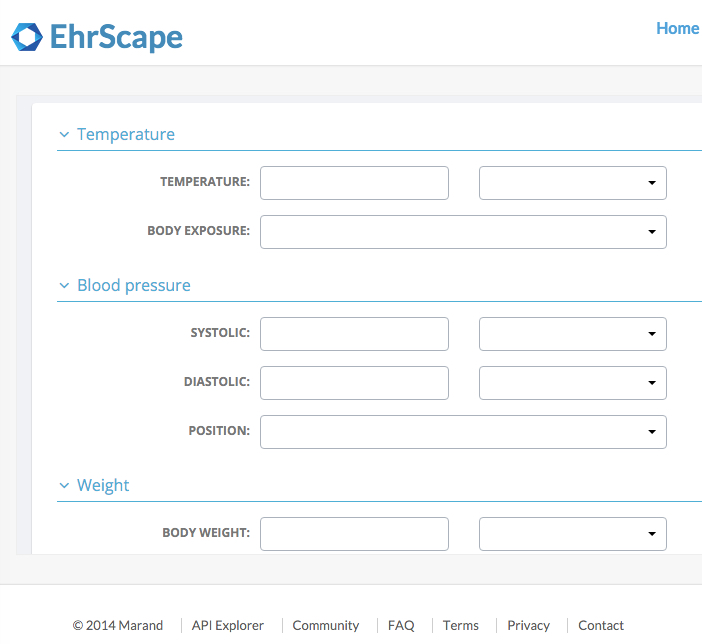 EhrScape
Home
Temperature
TEMPERATURE:
BODY EXPOSURE:
Blood pressure
SYSTOLIC:
DIASTOLIC:
POSITION:
Weight
BODY WEIGHT:
© 2014 Marand API Explorer Community FAQ Terms Privacy Contact